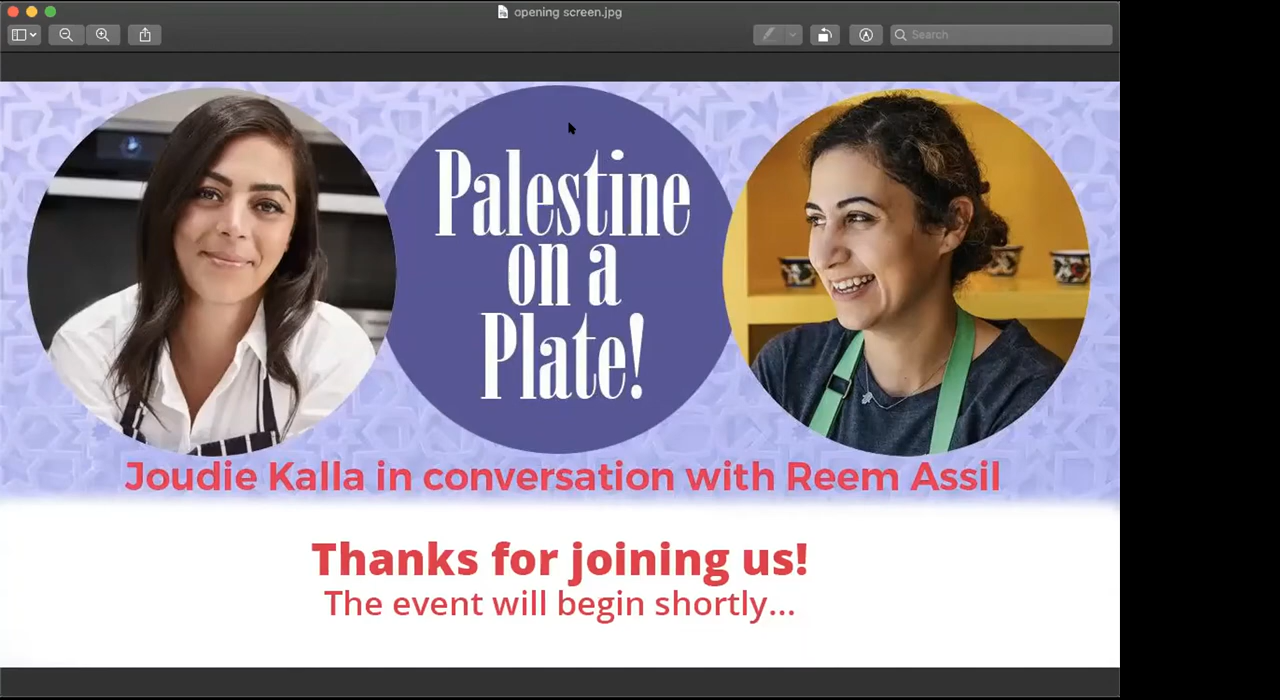 opening screen.jpg
Search
Palestine
on a
Plate!
Joudie Kalla in conversation with Reem Assil
Thanks for joining us!
The event will begin shortly...